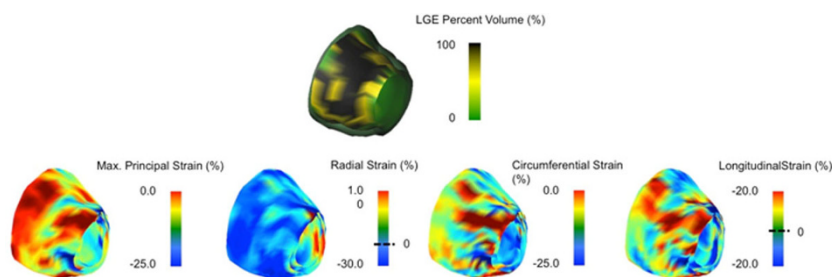 LGE Percent Volume (%)
100
0
Max. Principal Strain (%)
0.0
-25.0
Radial Strain (%)
1.0
0
0
-30.0
Circumferential Strain
(%)
0.0
-25.0
LongitudinalStrain (%)
-20.0
0
-20.0